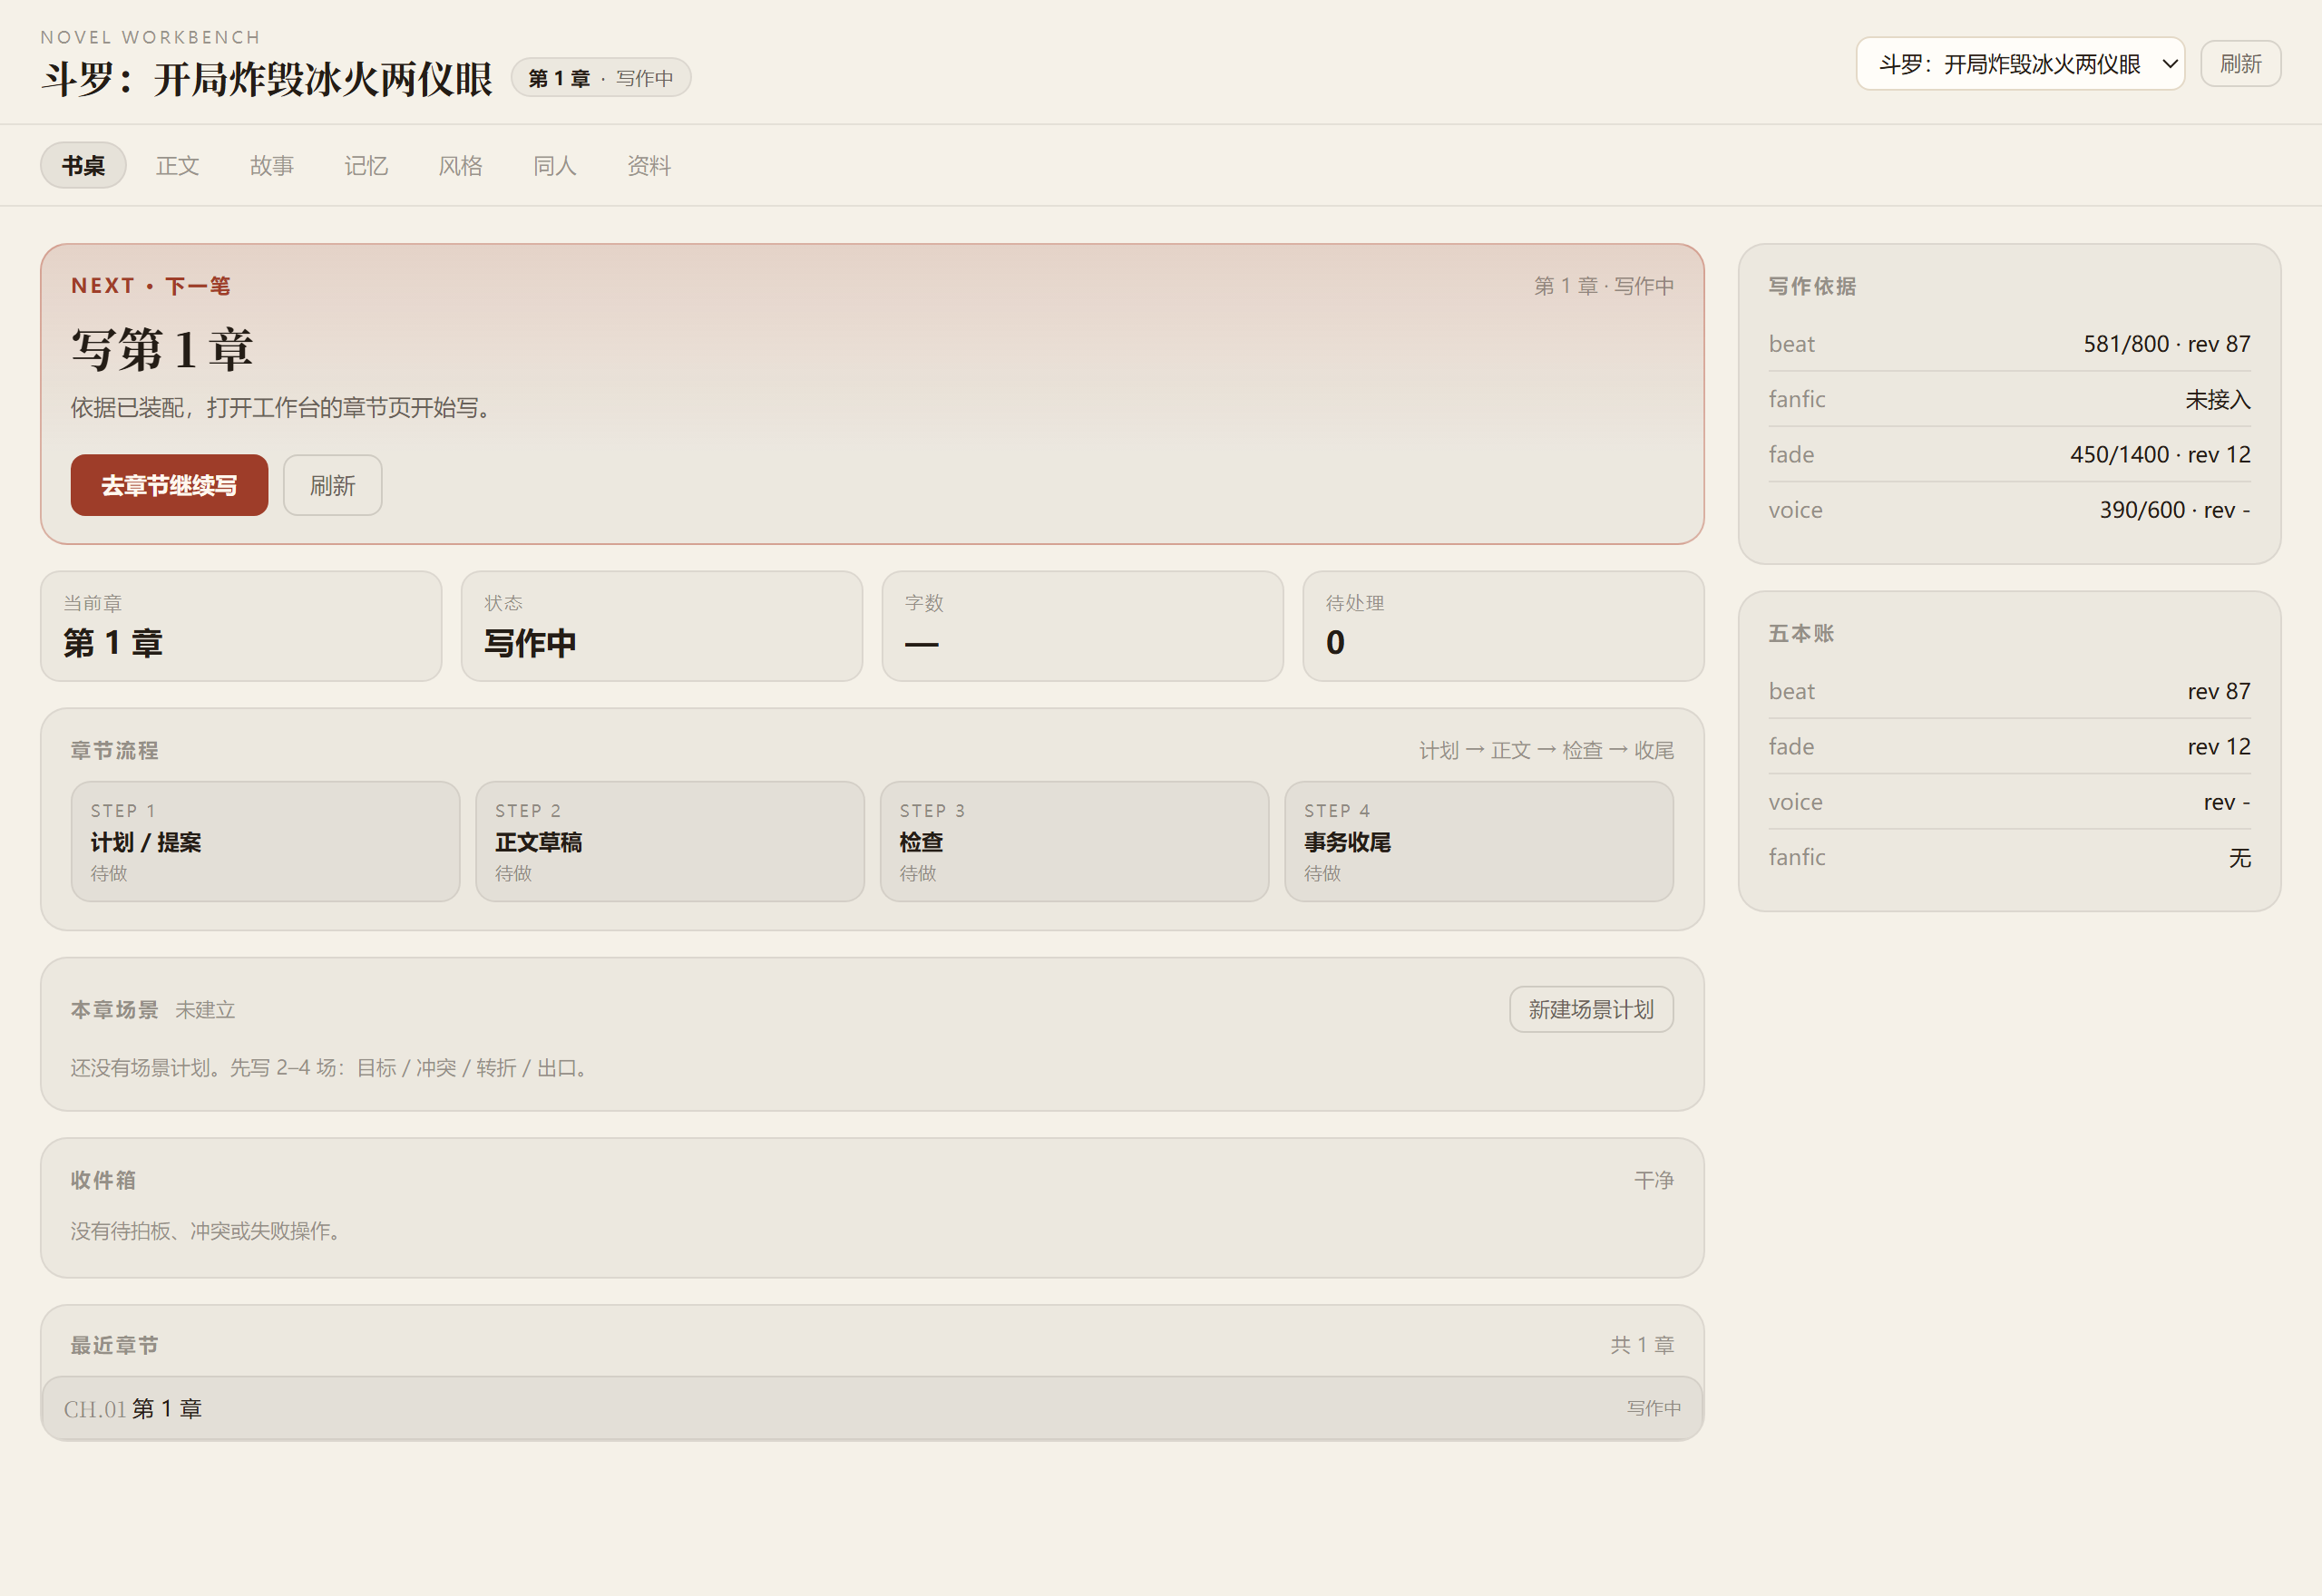 NOVEL WORKBENCH
斗罗：开局炸毁冰火两仪眼
第 1 章 · 写作中
斗罗：开局炸毁冰火两仪眼
刷新
书桌 正文 故事 记忆 风格 同人 资料
NEXT · 下一笔
第 1 章 · 写作中
写第 1 章
依据已装配，打开工作台的章节页开始写。
去章节继续写
刷新
当前章
第 1 章
状态
写作中
字数
—
待处理
0
章节流程
计划 → 正文 → 检查 → 收尾
STEP 1
计划 / 提案
待做
STEP 2
正文草稿
待做
STEP 3
检查
待做
STEP 4
事务收尾
待做
本章场景 未建立
新建场景计划
还没有场景计划。先写 2–4 场：目标 / 冲突 / 转折 / 出口。
收件箱
干净
没有待拍板、冲突或失败操作。
最近章节
共 1 章
CH.01 第 1 章
写作中
写作依据
beat 581/800 · rev 87
fanfic 未接入
fade 450/1400 · rev 12
voice 390/600 · rev -
五本账
beat rev 87
fade rev 12
voice rev -
fanfic 无